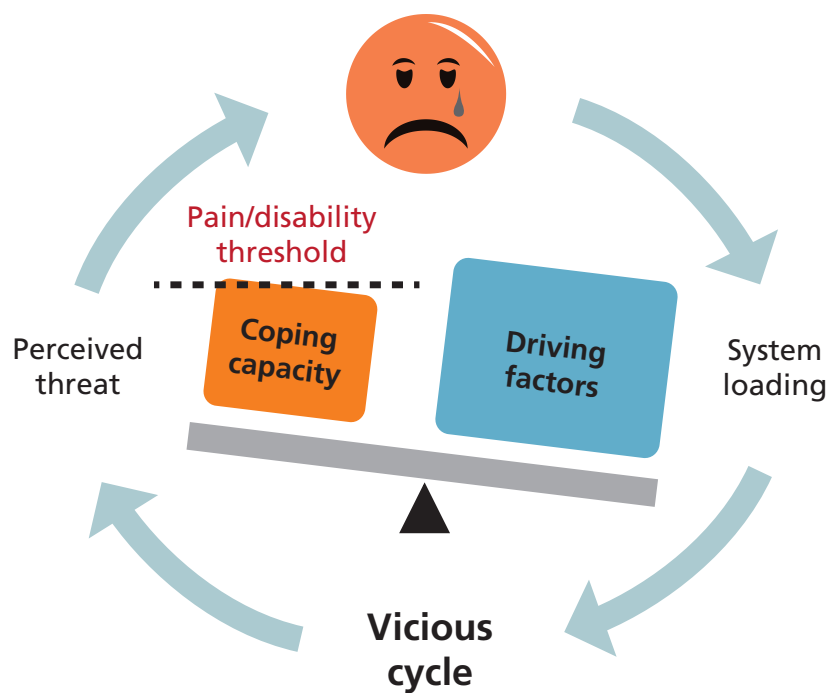 Pain/disability
threshold
Coping
capacity
Driving
factors
Perceived
threat
System
loading
Vicious
cycle